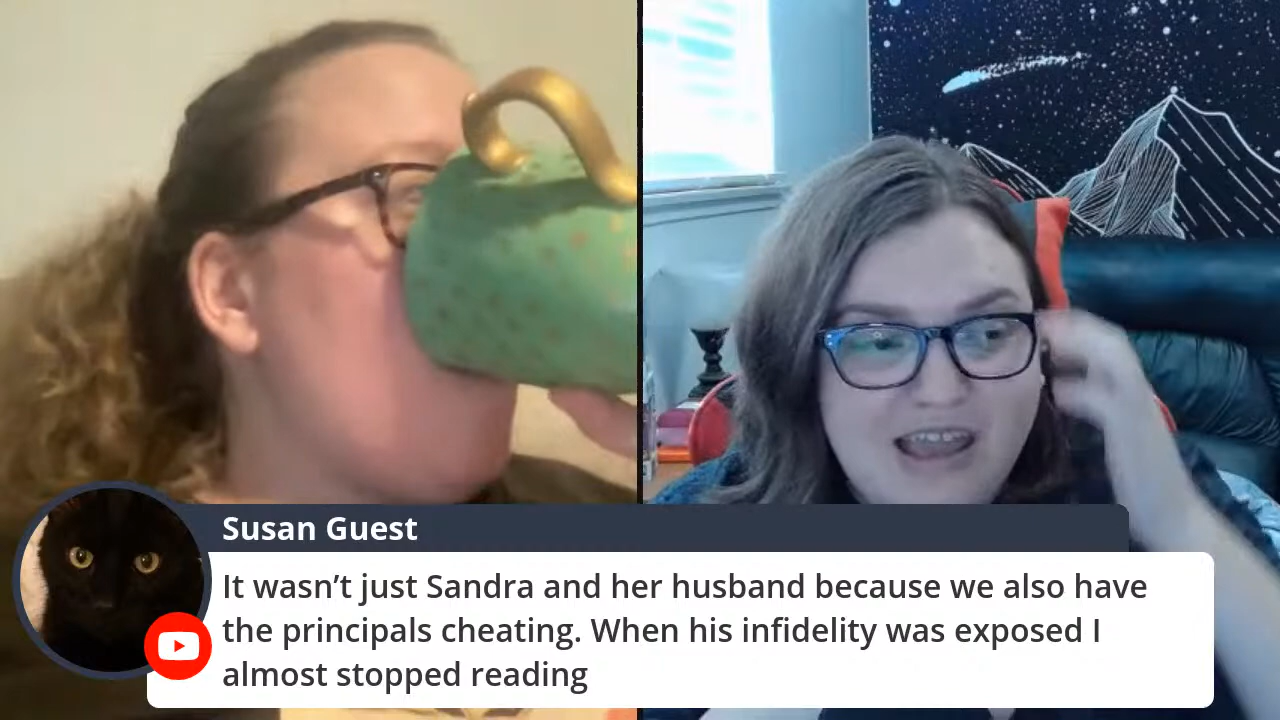 Susan Guest
It wasn’t just Sandra and her husband because we also have
the principals cheating. When his infidelity was exposed I
almost stopped reading